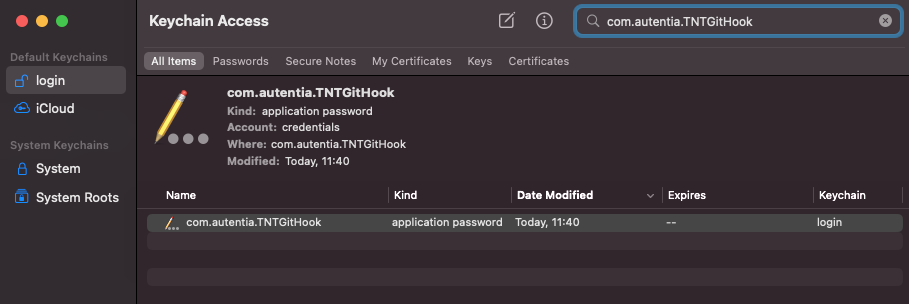 Keychain Access
com.autentia.TNTGitHook
Default Keychains
login
iCloud
System Keychains
System
System Roots
All Items Passwords Secure Notes My Certificates Keys Certificates
com.autentia.TNTGitHook
Kind: application password
Account: credentials
Where: com.autentia.TNTGitHook
Modified: Today, 11:40
Name Kind Date Modified Expires Keychain
com.autentia.TNTGitHook application password Today, 11:40 -- login